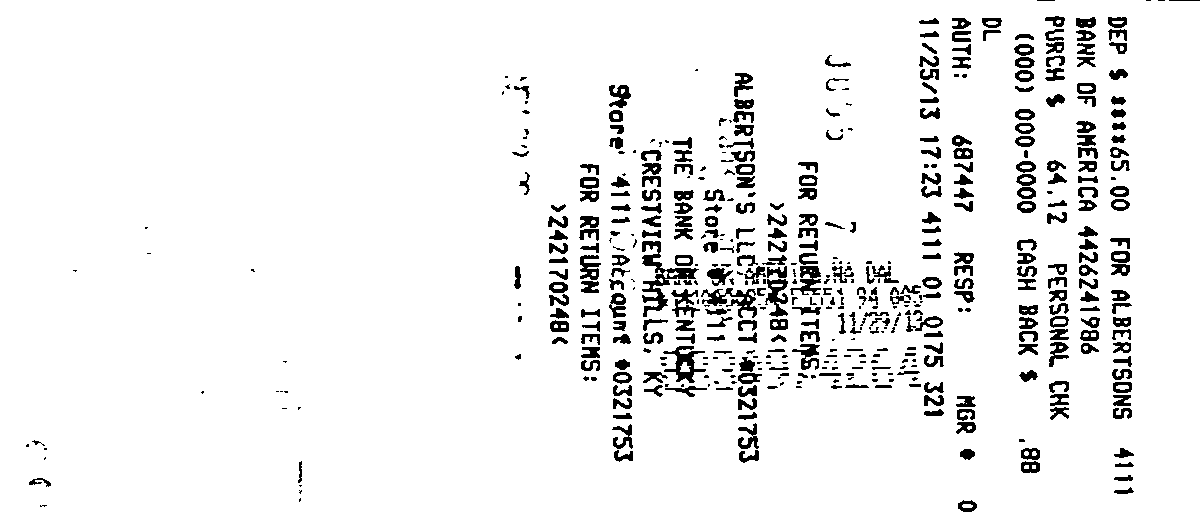 DEP $ ****65.00 FOR ALBERTSONS 4111
BANK OF AMERICA 4426241986
PURCH $ 64.12 PERSONAL CHK
(000) 000-0000 CASH BACK $ .88
DL
AUTH: 687447 RESP: MGR # 0
11/25/13 17:23 4111 01 0175 321
11/29/13
FOR RETURN ITEMS:
>242170248<
ALBERTSON'S LLC ACCT #0321753
Store # 4111
THE BANK OF KENTUCKY
CRESTVIEW HILLS, KY
Store 4111, Account #0321753
FOR RETURN ITEMS:
>242170248<